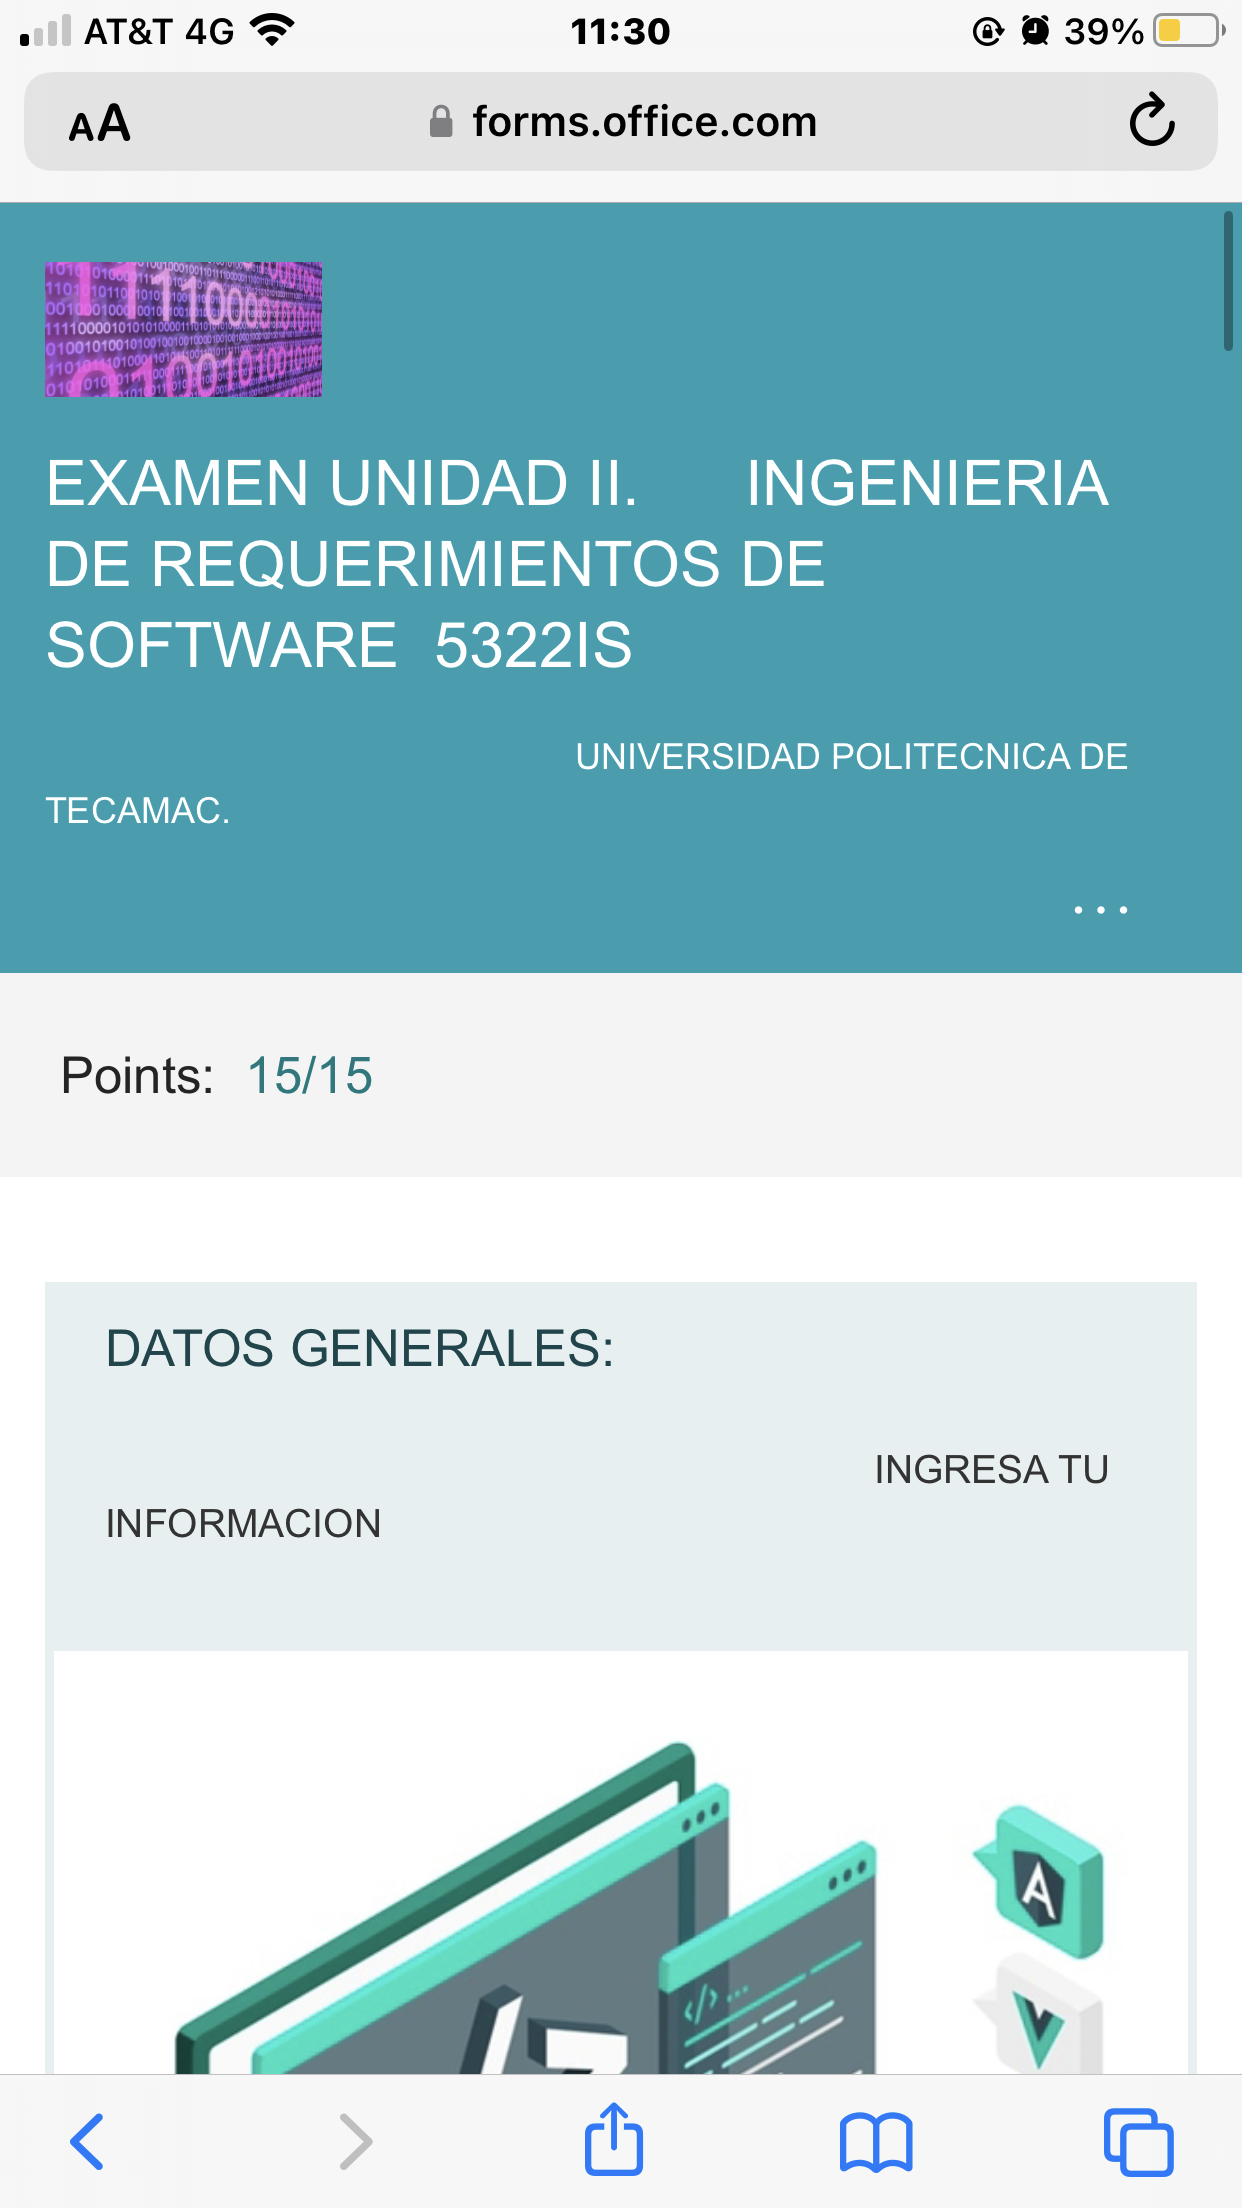 AT&T 4G 11:30 39%
AA forms.office.com
EXAMEN UNIDAD II. INGENIERIA
DE REQUERIMIENTOS DE
SOFTWARE 5322IS
UNIVERSIDAD POLITECNICA DE
TECAMAC.
...
Points: 15/15
DATOS GENERALES:
INGRESA TU
INFORMACION
A
</> ...